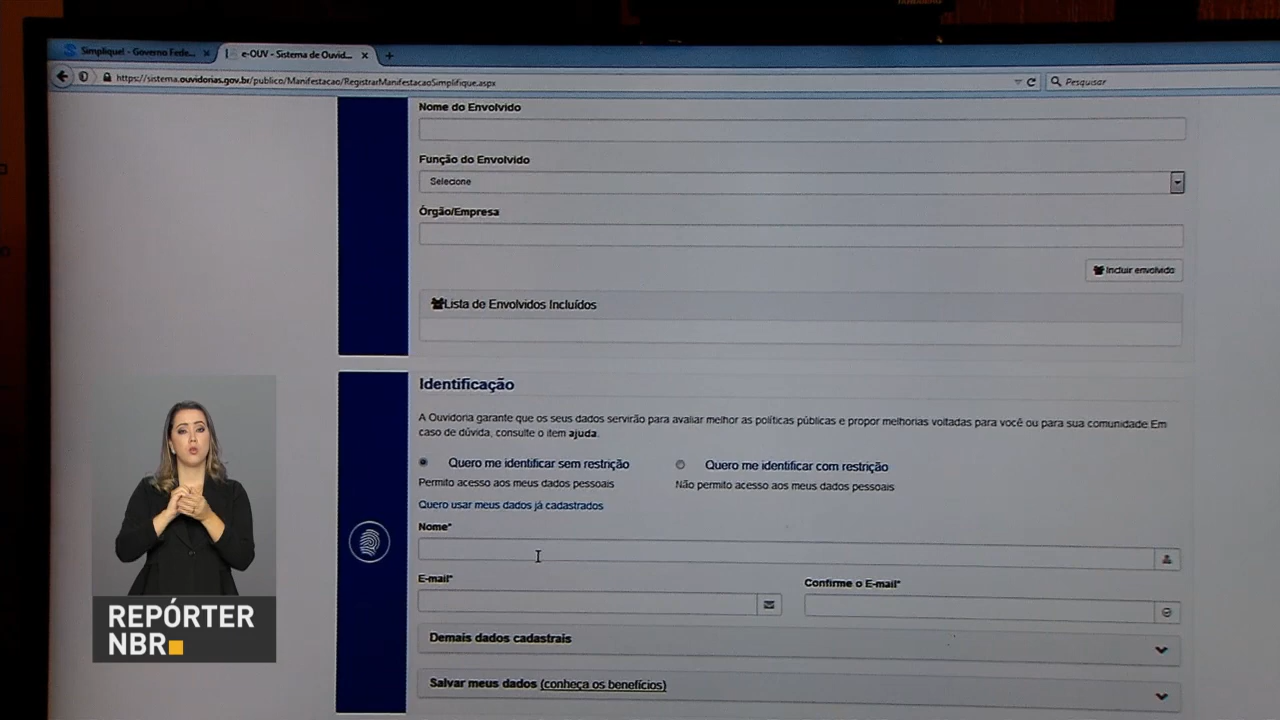 Simplique! - Governo Fede...
e-OUV - Sistema de Ouvid...
https://sistema.ouvidorias.gov.br/publico/Manifestacao/RegistrarManifestacaoSimplifique.aspx
Pesquisar
Nome do Envolvido
Função do Envolvido
Selecione
Órgão/Empresa
Incluir envolvido
Lista de Envolvidos Incluídos
Identificação
A Ouvidoria garante que os seus dados servirão para avaliar melhor as políticas públicas e propor melhorias voltadas para você ou para sua comunidade.Em
caso de dúvida, consulte o item ajuda.
Quero me identificar sem restrição
Quero me identificar com restrição
Permito acesso aos meus dados pessoais
Não permito acesso aos meus dados pessoais
Quero usar meus dados já cadastrados
Nome*
E-mail*
Confirme o E-mail*
Demais dados cadastrais
Salvar meus dados (conheça os benefícios)
REPÓRTER
NBR